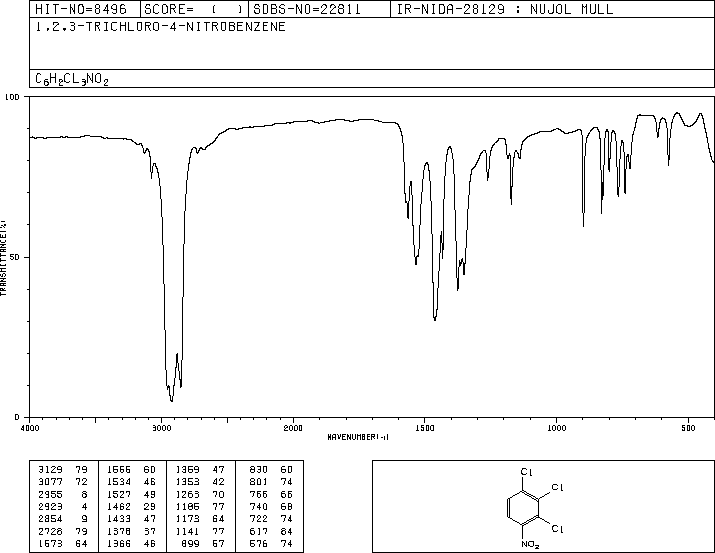 HIT-NO=8496 SCORE= ( ) SDBS-NO=22811 IR-NIDA-28129 : NUJOL MULL
1,2,3-TRICHLORO-4-NITROBENZENE
C6H2CL3NO2
100
50
0
TRANSMITTANCE(%)
4000 3000 2000 1500 1000 500
WAVENUMBER(-1)
3129 79 1566 60 1369 47 830 60
3077 72 1534 46 1353 42 801 74
2955 8 1527 49 1263 70 766 66
2923 4 1462 29 1186 77 740 68
2854 9 1433 47 1173 64 722 74
2728 79 1378 37 1141 77 617 84
1573 64 1366 46 899 57 576 74
Cl
Cl
Cl
NO2